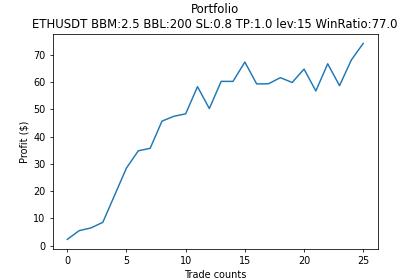 Portfolio
ETHUSDT BBM:2.5 BBL:200 SL:0.8 TP:1.0 lev:15 WinRatio:77.0
70
60
50
40
30
20
10
0
Profit ($)
0 5 10 15 20 25
Trade counts